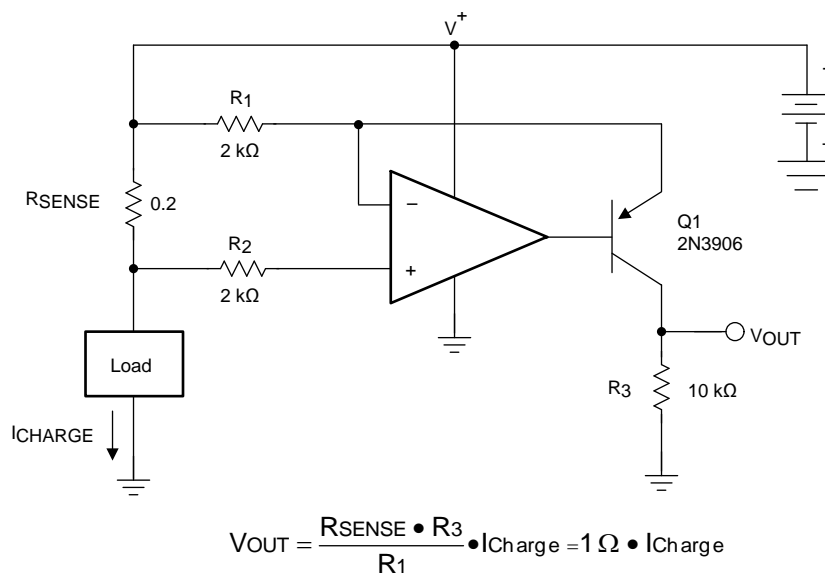 V+
R1
2 kΩ
RSENSE 0.2
R2
2 kΩ
−
+
Q1
2N3906
Load
VOUT
R3 10 kΩ
ICHARGE
+
VOUT = RSENSE • R3 / R1 • ICharge = 1 Ω • ICharge